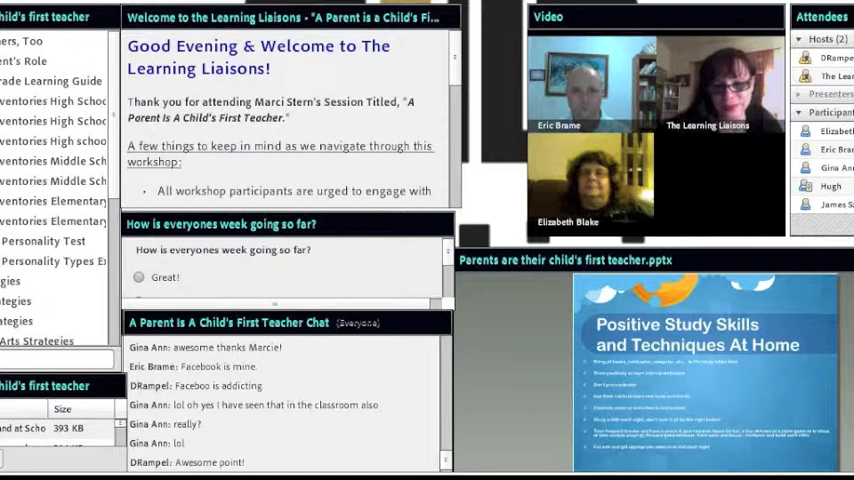 child's first teacher
ners, Too
ent's Role
rade Learning Guide
ventories High School
ventories High Schoo
ventories High schoo
ventories Middle Sch
ventories Middle Sch
ventories Elementar
ventories Elementary
Personality Test
Personality Types E
gies
ategies
ategies
Arts Strategies
child's first teacher
Size
and at Scho 393 KB
Welcome to the Learning Liaisons - "A Parent is a Child's Fi...
Good Evening & Welcome to The
Learning Liaisons!
Thank you for attending Marci Stern's Session Titled, "A
Parent Is A Child's First Teacher."
A few things to keep in mind as we navigate through this
workshop:
• All workshop participants are urged to engage with
How is everyones week going so far?
How is everyones week going so far?
Great!
A Parent Is A Child's First Teacher Chat (Everyone)
Gina Ann: awesome thanks Marcie!
Eric Brame: Faceboo is mine.
DRampel: Faceboo is addicting
Gina Ann: lol oh yes I have seen that in the classroom also
Gina Ann: really?
Gina Ann: lol
DRampel: Awesome point!
Video
Eric Brame
The Learning Liaisons
Elizabeth Blake
Attendees
Hosts (2)
DRampe
The Lear
Presenters
Participant
Elizabeth
Eric Bram
Gina Ann
Hugh
James S
Parents are their child's first teacher.pptx
Positive Study Skills
and Techniques At Home